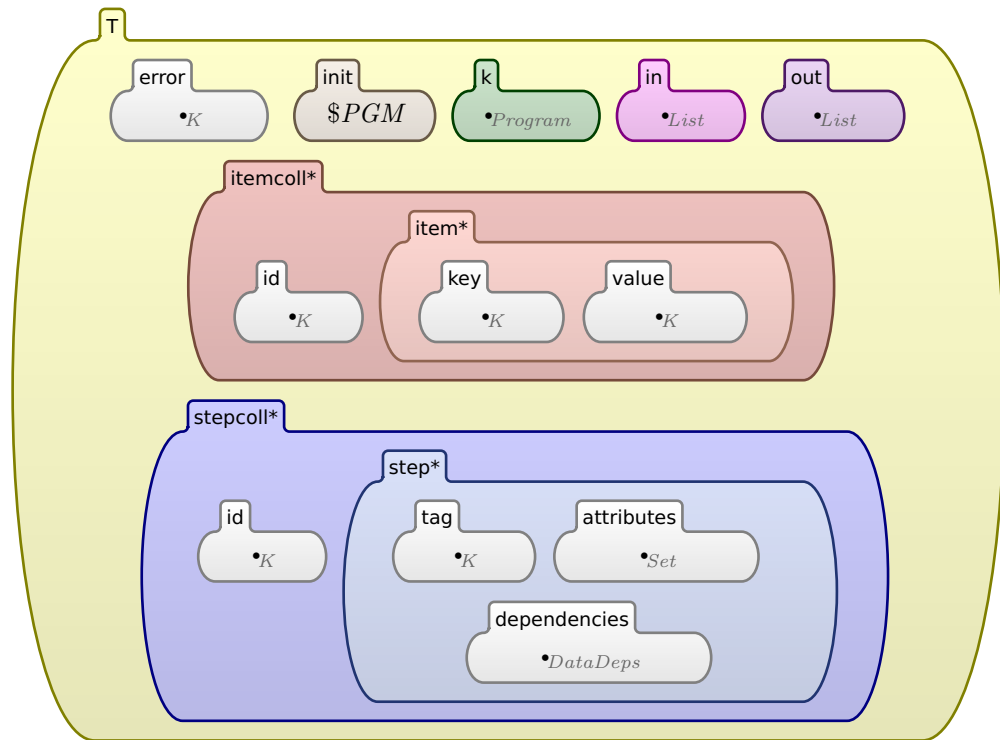 T
error init k in out
•K $PGM •Program •List •List
itemcoll*
item*
id key value
•K •K •K
stepcoll*
step*
id tag attributes
•K •K •Set
dependencies
•DataDeps